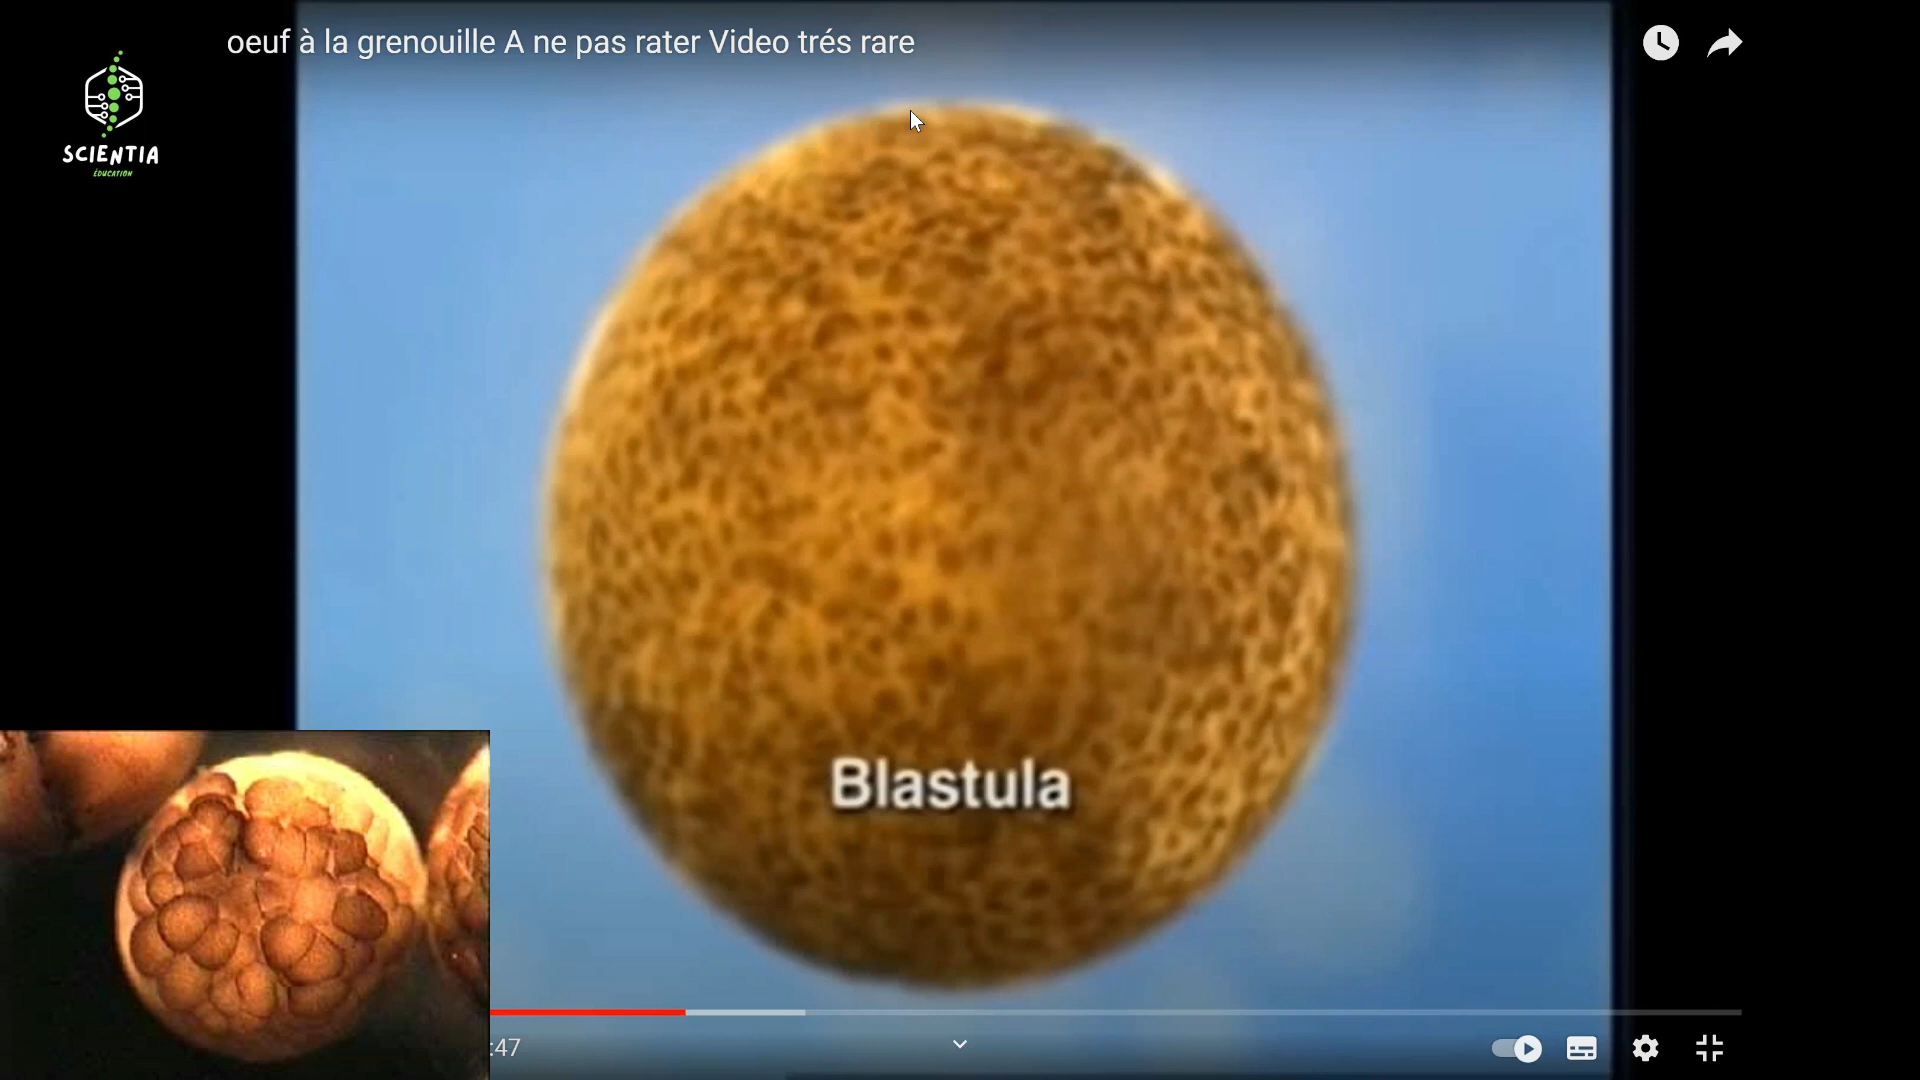 oeuf à la grenouille A ne pas rater Video trés rare
SCIENTIA
ÉDUCATION
Blastula
:47